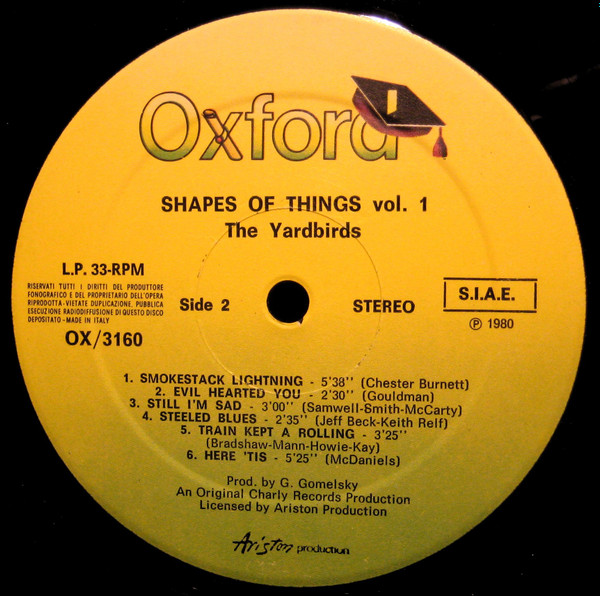 Oxford
SHAPES OF THINGS vol. 1
The Yardbirds
L.P. 33-RPM
RISERVATI TUTTI I DIRITTI DEL PRODUTTORE
FONOGRAFICO E DEL PROPRIETARIO DELL'OPERA
RIPRODOTTA - VIETATE DUPLICAZIONE, PUBBLICA
ESECUZIONE RADIODIFFUSIONE DI QUESTO DISCO
DEPOSITATO - MADE IN ITALY
OX/3160
Side 2
STEREO
S.I.A.E.
℗ 1980
1. SMOKESTACK LIGHTNING - 5'38'' (Chester Burnett)
2. EVIL HEARTED YOU - 2'30'' (Gouldman)
3. STILL I'M SAD - 3'00'' (Samwell-Smith-McCarty)
4. STEELED BLUES - 2'35'' (Jeff Beck-Keith Relf)
5. TRAIN KEPT A ROLLING - 3'25''
(Bradshaw-Mann-Howie-Kay)
6. HERE 'TIS - 5'25'' (McDaniels)
Prod. by G. Gomelsky
An Original Charly Records Production
Licensed by Ariston Production
Ariston production